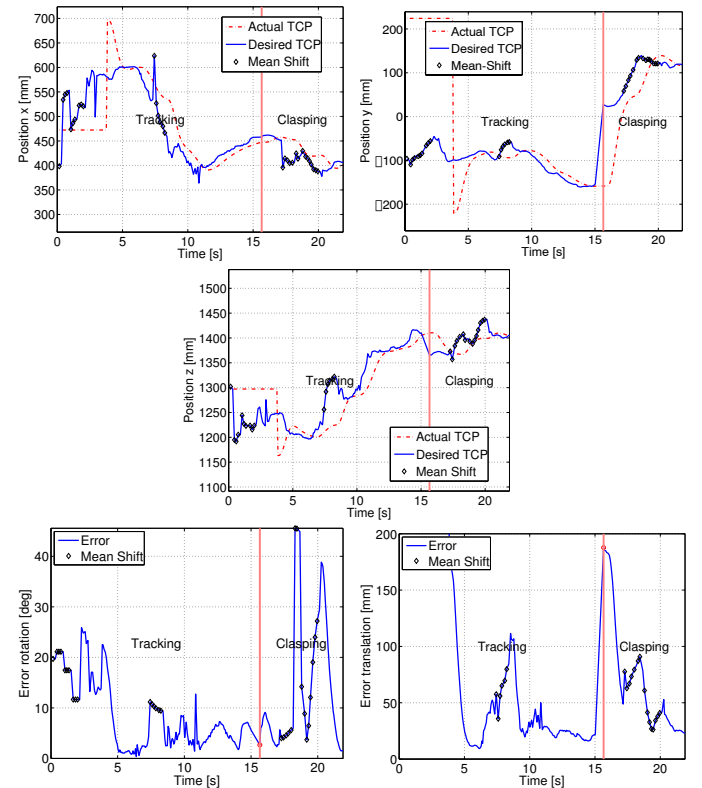 700
650
600
550
500
450
400
350
300
Position x [mm]
Actual TCP
Desired TCP
Mean Shift
Tracking
Clasping
0 5 10 15 20
Time [s]
200
100
0
100
200
Position y [mm]
Actual TCP
Desired TCP
Mean-Shift
Tracking
Clasping
0 5 10 15 20
Time [s]
1500
1400
1300
1200
1150
1100
Position z [mm]
Tracking
Clasping
Actual TCP
Desired TCP
Mean Shift
0 5 10 15 20
Time [s]
40
30
20
10
0
Error rotation [deg]
Error
Mean Shift
Tracking
Clasping
0 5 10 15 20
Time [s]
200
150
100
50
0
Error translation [mm]
Error
Mean Shift
Tracking
Clasping
0 5 10 15 20
Time [s]